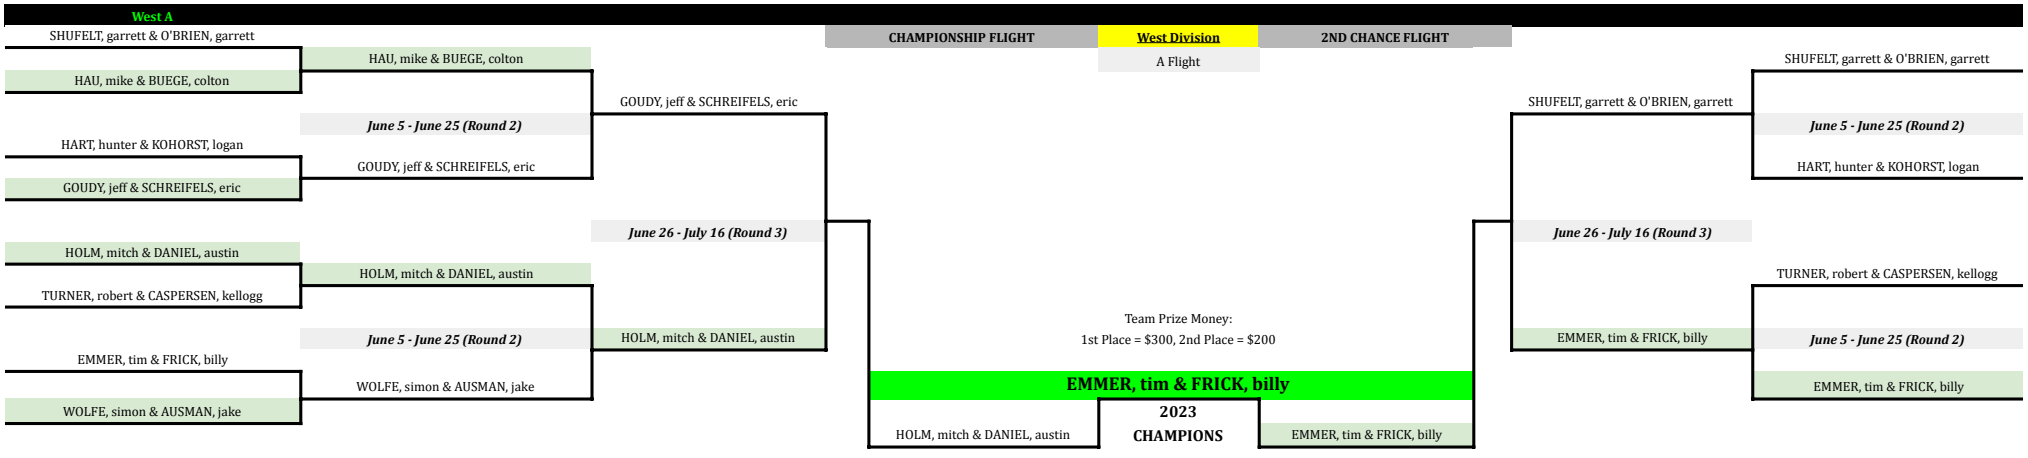 West A
SHUFELT, garrett & O'BRIEN, garrett
HAU, mike & BUEGE, colton
HART, hunter & KOHORST, logan
GOUDY, jeff & SCHREIFELS, eric
HOLM, mitch & DANIEL, austin
TURNER, robert & CASPERSEN, kellogg
EMMER, tim & FRICK, billy
WOLFE, simon & AUSMAN, jake
HAU, mike & BUEGE, colton
June 5 - June 25 (Round 2)
GOUDY, jeff & SCHREIFELS, eric
HOLM, mitch & DANIEL, austin
June 5 - June 25 (Round 2)
WOLFE, simon & AUSMAN, jake
GOUDY, jeff & SCHREIFELS, eric
June 26 - July 16 (Round 3)
HOLM, mitch & DANIEL, austin
CHAMPIONSHIP FLIGHT
West Division
2ND CHANCE FLIGHT
A Flight
Team Prize Money:
1st Place = $300, 2nd Place = $200
EMMER, tim & FRICK, billy
HOLM, mitch & DANIEL, austin
2023
CHAMPIONS
EMMER, tim & FRICK, billy
SHUFELT, garrett & O'BRIEN, garrett
June 26 - July 16 (Round 3)
EMMER, tim & FRICK, billy
SHUFELT, garrett & O'BRIEN, garrett
June 5 - June 25 (Round 2)
HART, hunter & KOHORST, logan
TURNER, robert & CASPERSEN, kellogg
June 5 - June 25 (Round 2)
EMMER, tim & FRICK, billy